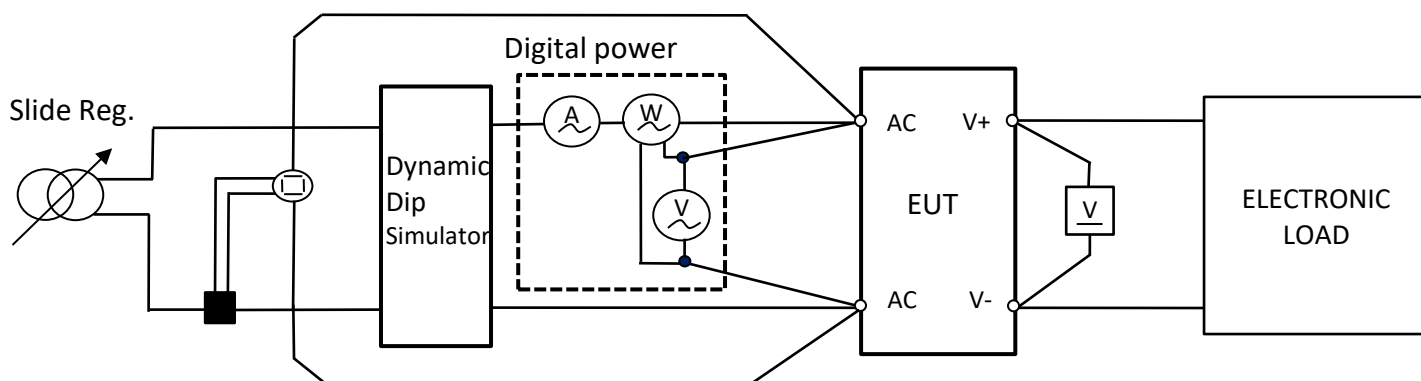 Digital power
Slide Reg.
A
W
AC
V+
Dynamic
Dip
Simulator
V
EUT
V
ELECTRONIC
LOAD
AC
V-